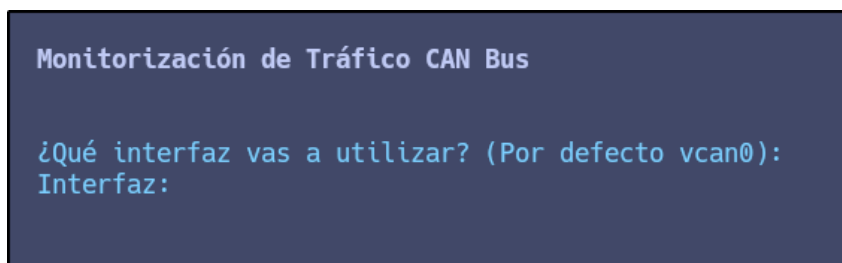 Monitorización de Tráfico CAN Bus
¿Qué interfaz vas a utilizar? (Por defecto vcan0):
Interfaz: